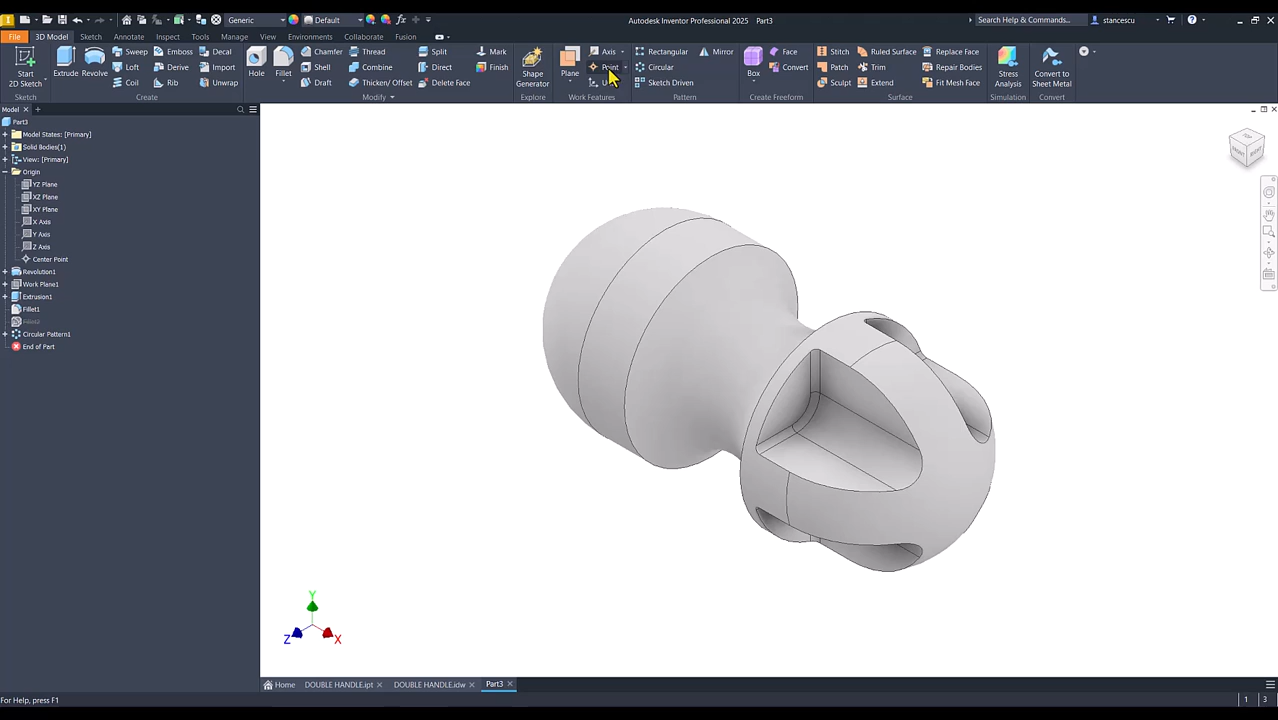 Generic
Default
Autodesk Inventor Professional 2025 Part3
Search Help & Commands...
stancescu
File
3D Model
Sketch
Annotate
Inspect
Tools
Manage
View
Environments
Collaborate
Fusion
Start
2D Sketch
Extrude
Revolve
Sweep
Loft
Coil
Emboss
Derive
Rib
Decal
Unwrap
Import
Hole
Fillet
Chamfer
Shell
Draft
Thread
Combine
Thicken/ Offset
Split
Direct
Delete Face
Mark
Finish
Shape
Generator
Plane
Axis
Point
Rectangular
Circular
Sketch Driven
Mirror
Box
Face
Convert
Stitch
Patch
Sculpt
Ruled Surface
Trim
Extend
Replace Face
Repair Bodies
Fit Mesh Face
Stress
Analysis
Convert to
Sheet Metal
Sketch
Create
Modify
Explore
Work Features
Pattern
Create Freeform
Surface
Simulation
Convert
Model
Part3
Model States: [Primary]
Solid Bodies(1)
View: [Primary]
Origin
YZ Plane
XZ Plane
XY Plane
X Axis
Y Axis
Z Axis
Center Point
Revolution1
Work Plane1
Extrusion1
Fillet1
Fillet2
Circular Pattern1
End of Part
TOP
FRONT
RIGHT
Y
Z
X
Home
DOUBLE HANDLE.ipt
DOUBLE HANDLE.idw
Part3
For Help, press F1
1
3